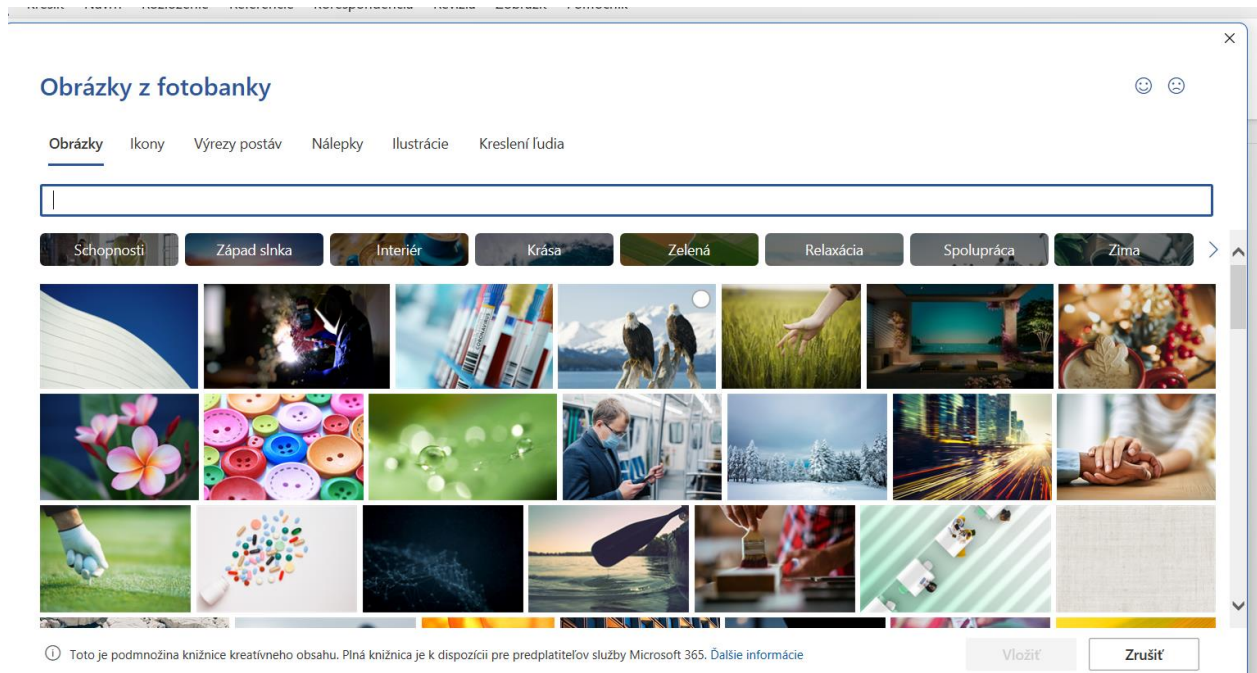 Obrázky z fotobanky
Obrázky Ikony Výrezy postáv Nálepky Ilustrácie Kreslení ľudia
Schopnosti Západ slnka Interiér Krása Zelená Relaxácia Spolupráca Zima
CORONAVIRUS
Toto je podmnožina knižnice kreatívneho obsahu. Plná knižnica je k dispozícii pre predplatiteľov služby Microsoft 365. Ďalšie informácie Vložiť Zrušiť